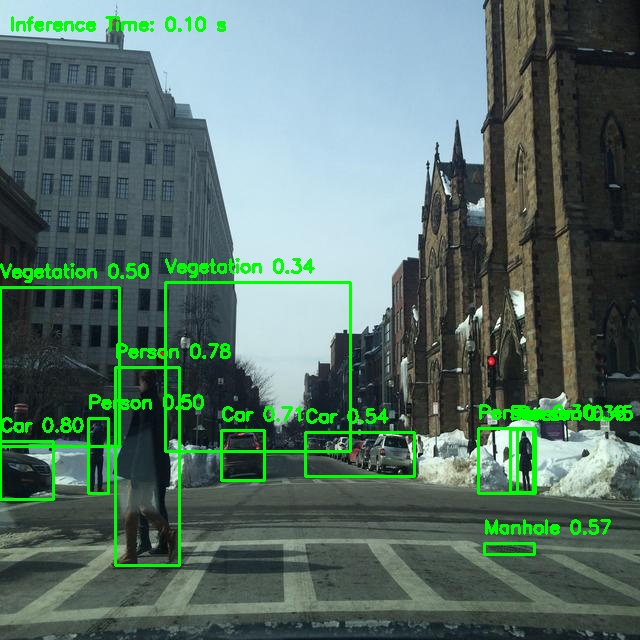 Inference Time: 0.10 s
Vegetation 0.50
Vegetation 0.34
Person 0.78
Person 0.50
Car 0.80
Car 0.71
Car 0.54
Manhole 0.57